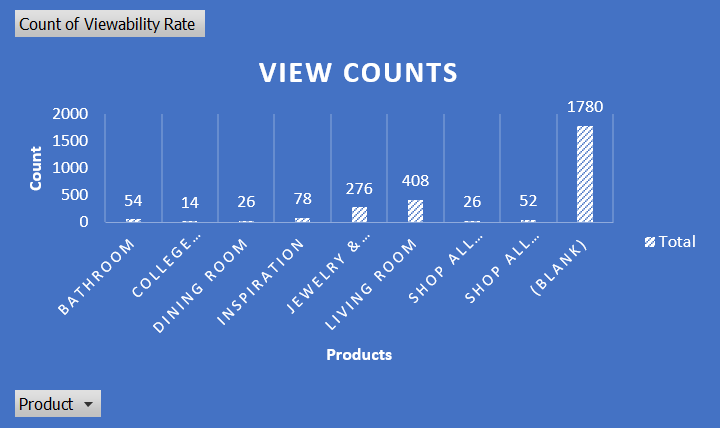 Count of Viewability Rate
VIEW COUNTS
Count
2000
1500
1000
500
0
54
14
26
78
276
408
26
52
1780
BATHROOM
COLLEGE...
DINING ROOM
INSPIRATION
JEWELRY &...
LIVING ROOM
SHOP ALL...
SHOP ALL...
(BLANK)
Total
Products
Product